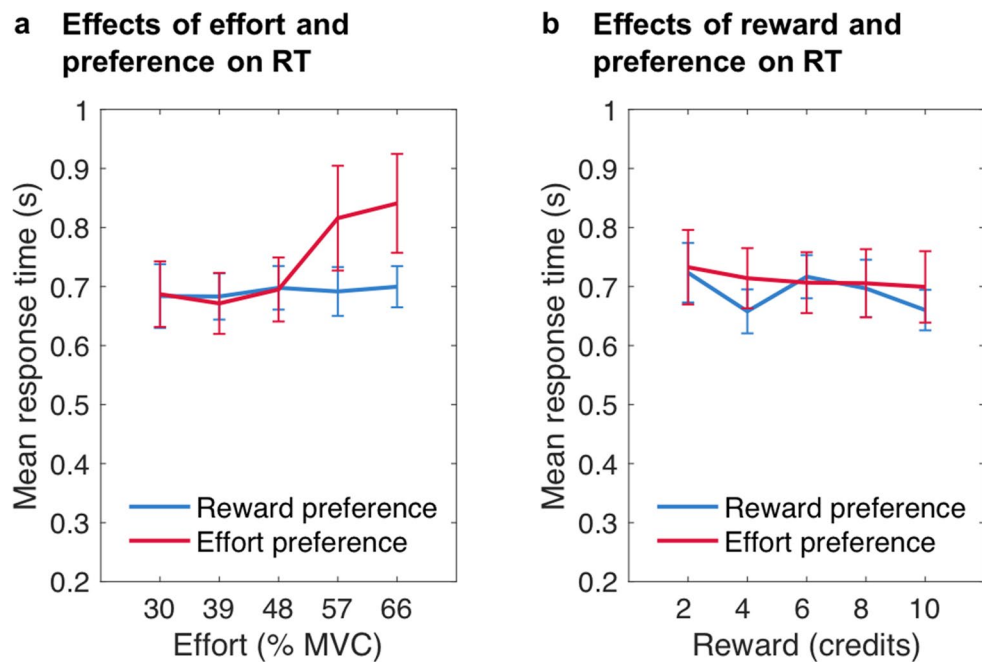 a Effects of effort and
preference on RT
1
0.9
0.8
0.7
0.6
0.5
0.4
0.3
0.2
Mean response time (s)
Reward preference
Effort preference
30 39 48 57 66
Effort (% MVC)
b Effects of reward and
preference on RT
1
0.9
0.8
0.7
0.6
0.5
0.4
0.3
0.2
Mean response time (s)
Reward preference
Effort preference
2 4 6 8 10
Reward (credits)